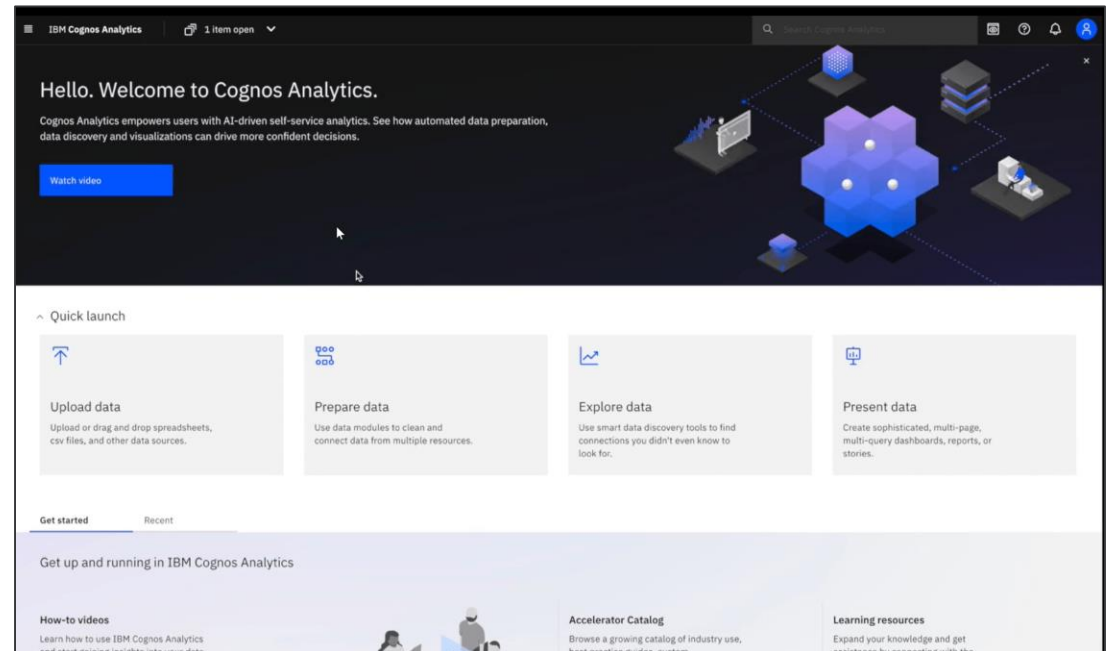 IBM Cognos Analytics
1 item open
Search Cognos Analytics
Hello. Welcome to Cognos Analytics.
Cognos Analytics empowers users with AI-driven self-service analytics. See how automated data preparation,
data discovery and visualizations can drive more confident decisions.
Watch video
Quick launch
Upload data
Upload or drag and drop spreadsheets,
csv files, and other data sources.
Prepare data
Use data modules to clean and
connect data from multiple resources.
Explore data
Use smart data discovery tools to find
connections you didn't even know to
look for.
Present data
Create sophisticated, multi-page,
multi-query dashboards, reports, or
stories.
Get started
Recent
Get up and running in IBM Cognos Analytics
How-to videos
Learn how to use IBM Cognos Analytics
Accelerator Catalog
Browse a growing catalog of industry use,
Learning resources
Expand your knowledge and get